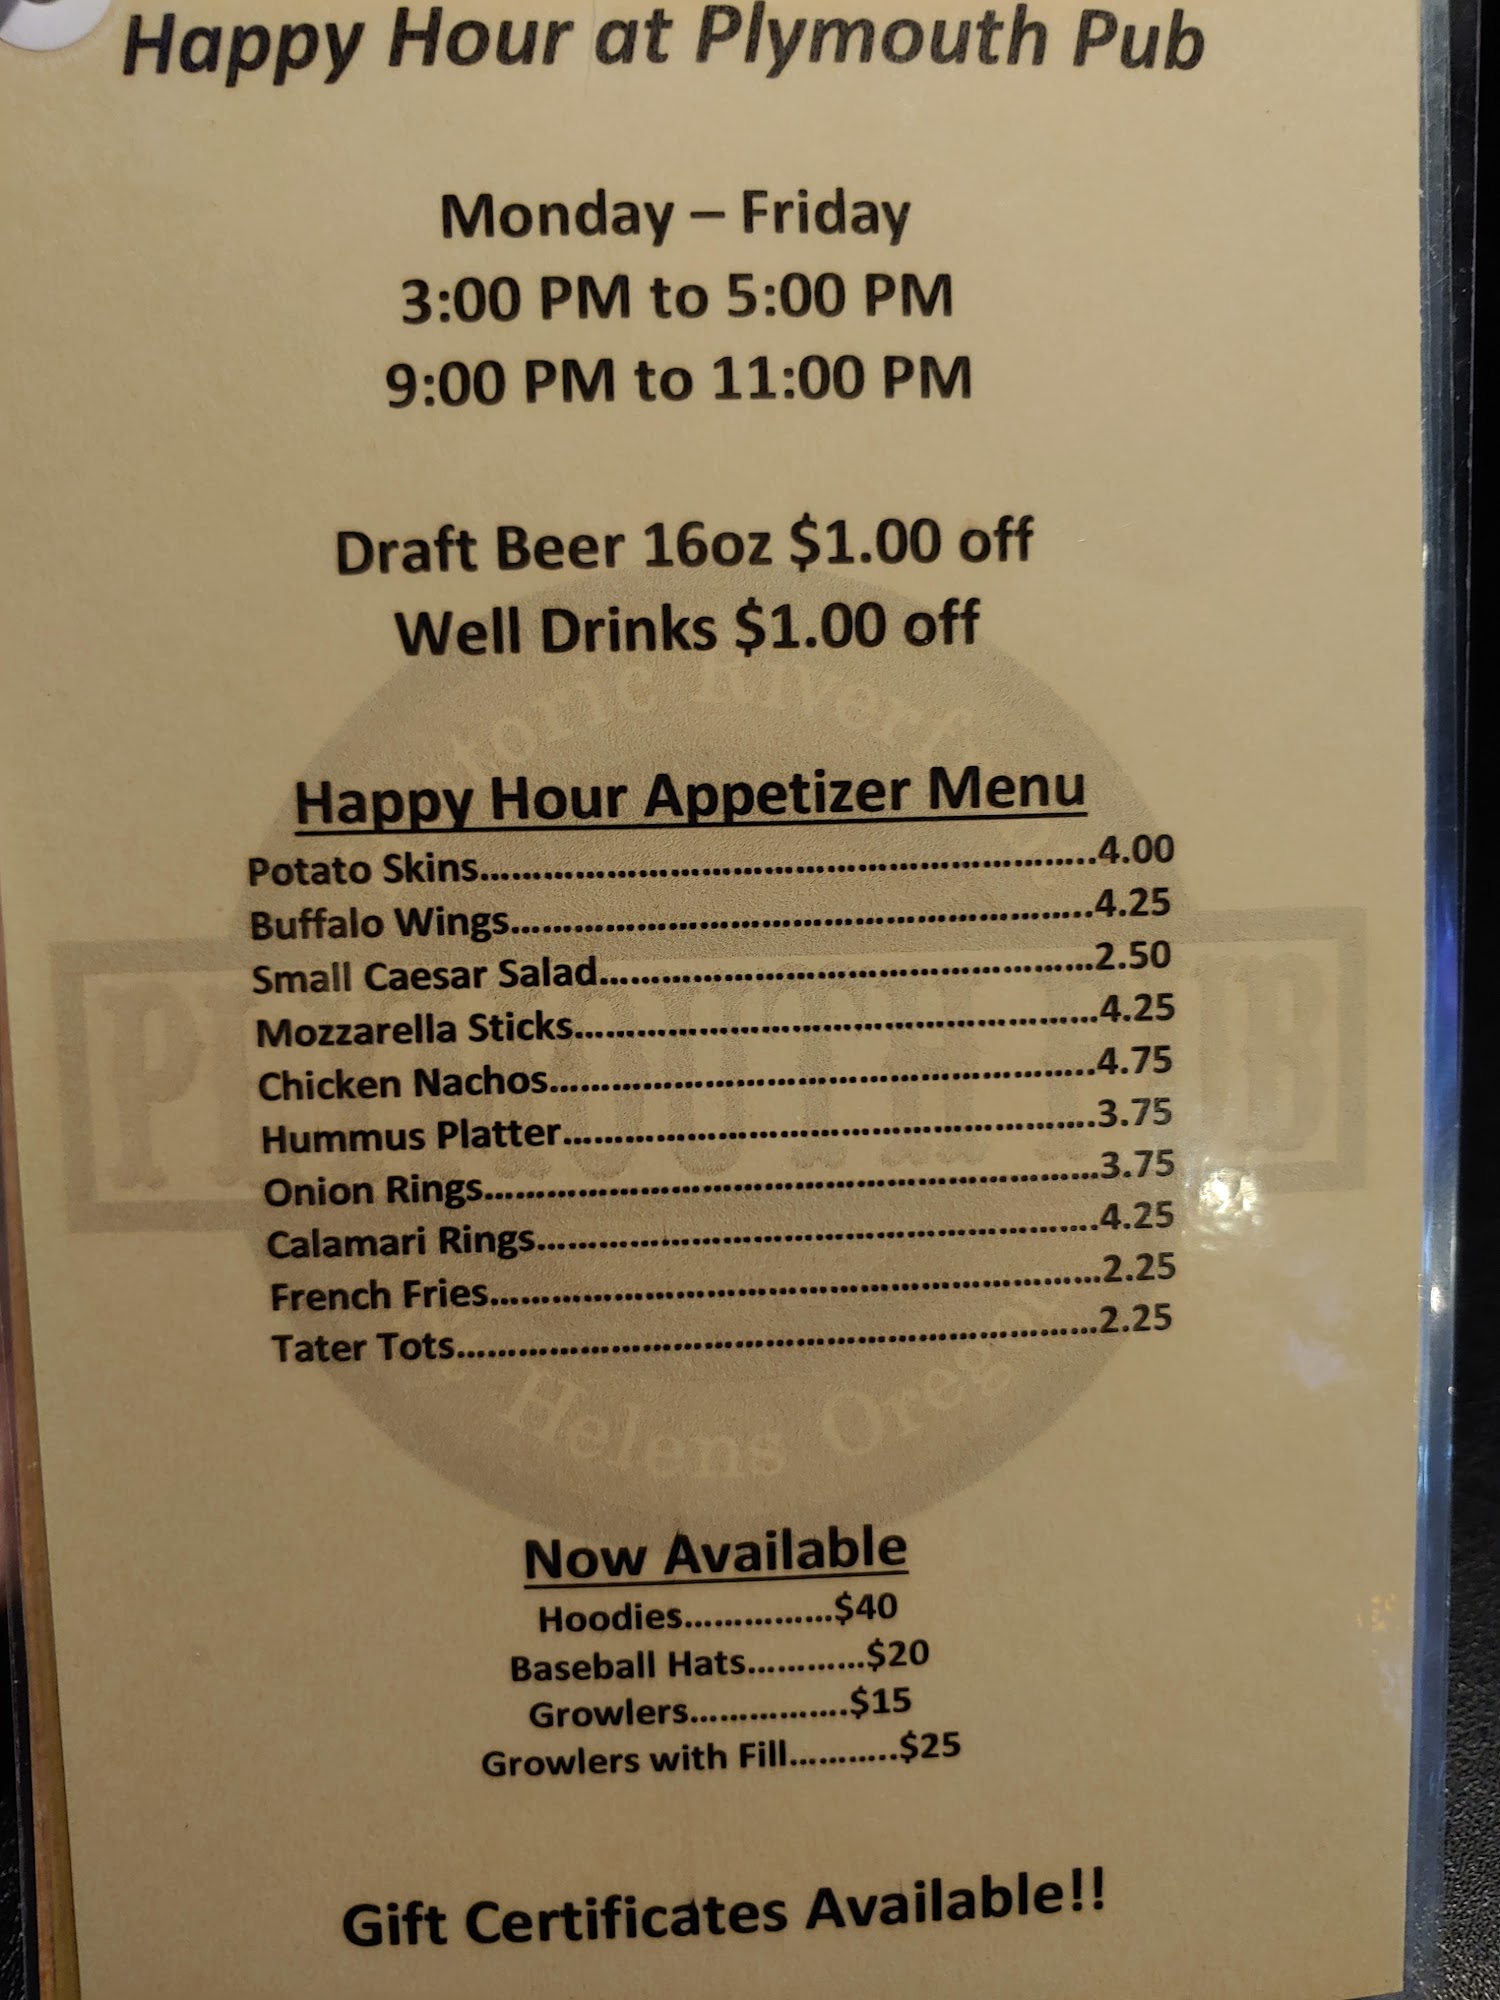 Happy Hour at Plymouth Pub
Monday – Friday
3:00 PM to 5:00 PM
9:00 PM to 11:00 PM
Draft Beer 16oz $1.00 off
Well Drinks $1.00 off
Happy Hour Appetizer Menu
Potato Skins............................................................4.00
Buffalo Wings.........................................................4.25
Small Caesar Salad................................................2.50
Mozzarella Sticks...................................................4.25
Chicken Nachos.....................................................4.75
Hummus Platter....................................................3.75
Onion Rings............................................................3.75
Calamari Rings.......................................................4.25
French Fries............................................................2.25
Tater Tots...............................................................2.25
Helens Oregon
Now Available
Hoodies...............$40
Baseball Hats............$20
Growlers................$15
Growlers with Fill...........$25
Gift Certificates Available!!